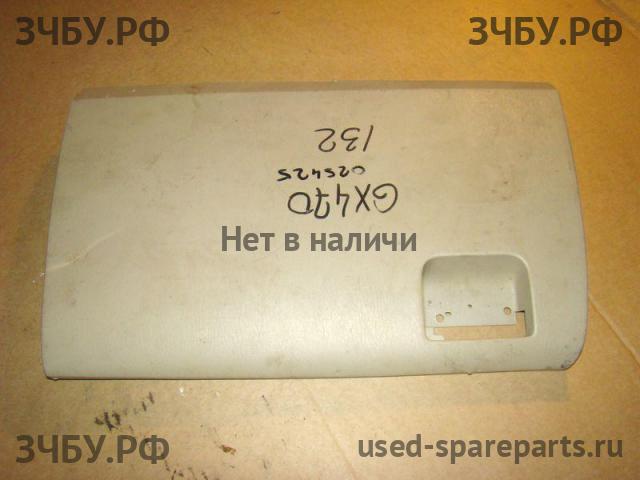 ЗЧБУ.РФ ЗЧБУ.РФ
132
025425
GX470
Нет в наличи
ЗЧБУ.РФ used-spareparts.ru